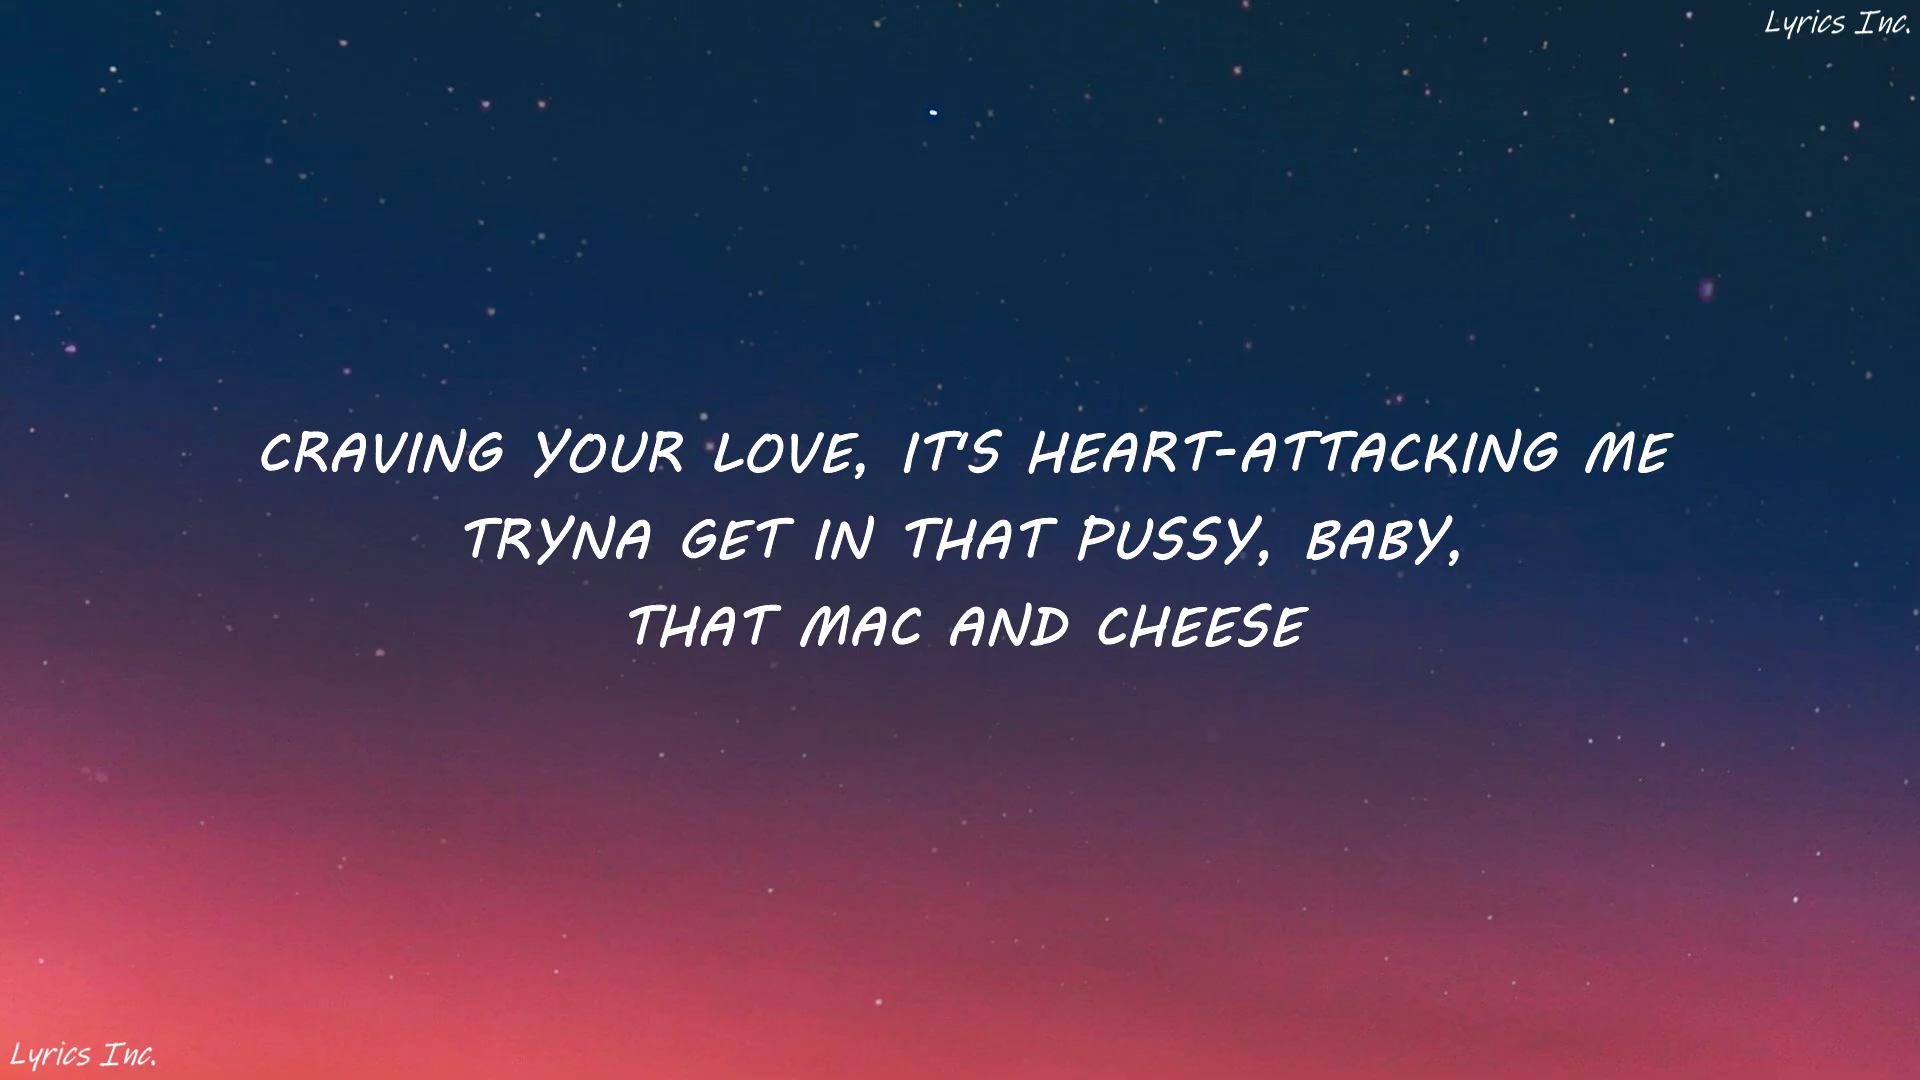 Lyrics Inc.
CRAVING YOUR LOVE, IT'S HEART-ATTACKING ME
TRYNA GET IN THAT PUSSY, BABY,
THAT MAC AND CHEESE
Lyrics Inc.